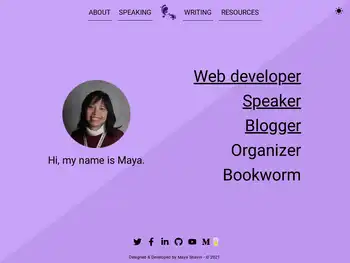 ABOUT SPEAKING WRITING RESOURCES
Web developer
Speaker
Blogger
Organizer
Bookworm
Hi, my name is Maya.
Designed & Developed by Maya Shavin - © 2021